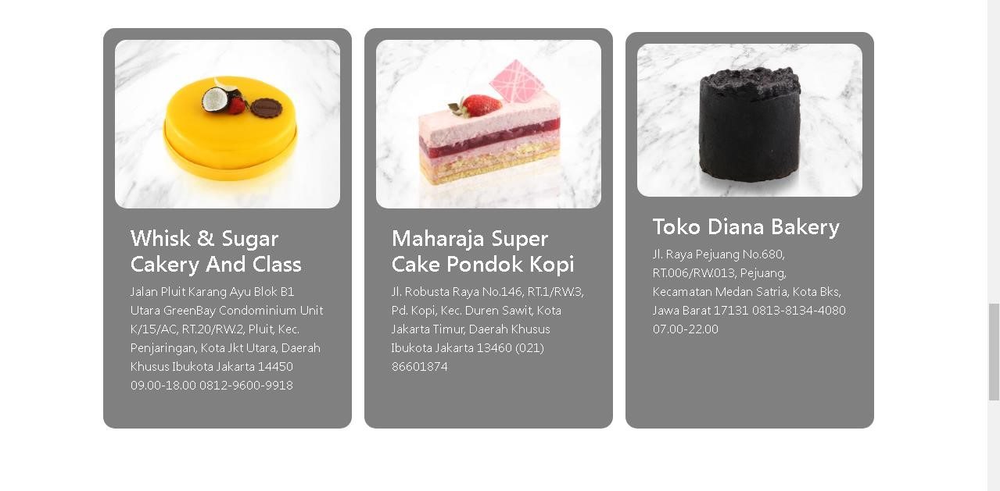 Whisk & Sugar
Cakery And Class
Jalan Pluit Karang Ayu Blok B1
Utara GreenBay Condominium Unit
K/15/AC, RT.20/RW.2, Pluit, Kec.
Penjaringan, Kota Jkt Utara, Daerah
Khusus Ibukota Jakarta 14450
09.00-18.00 0812-9600-9918
Maharaja Super
Cake Pondok Kopi
Jl. Robusta Raya No.146, RT.1/RW.3,
Pd. Kopi, Kec. Duren Sawit, Kota
Jakarta Timur, Daerah Khusus
Ibukota Jakarta 13460 (021)
86601874
Toko Diana Bakery
Jl. Raya Pejuang No.680,
RT.006/RW.013, Pejuang,
Kecamatan Medan Satria, Kota Bks,
Jawa Barat 17131 0813-8134-4080
07.00-22.00